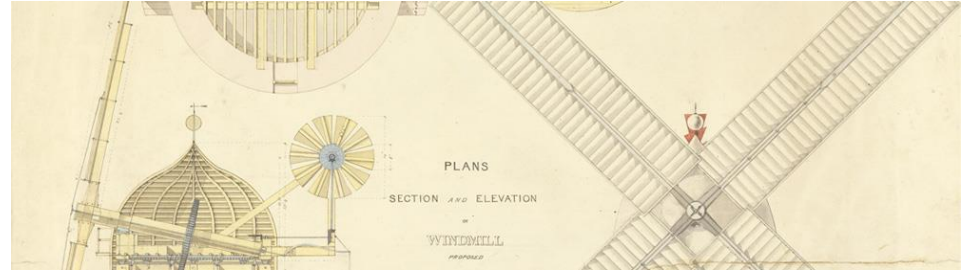 PLANS
SECTION AND ELEVATION
WINDMILL
PROPOSED